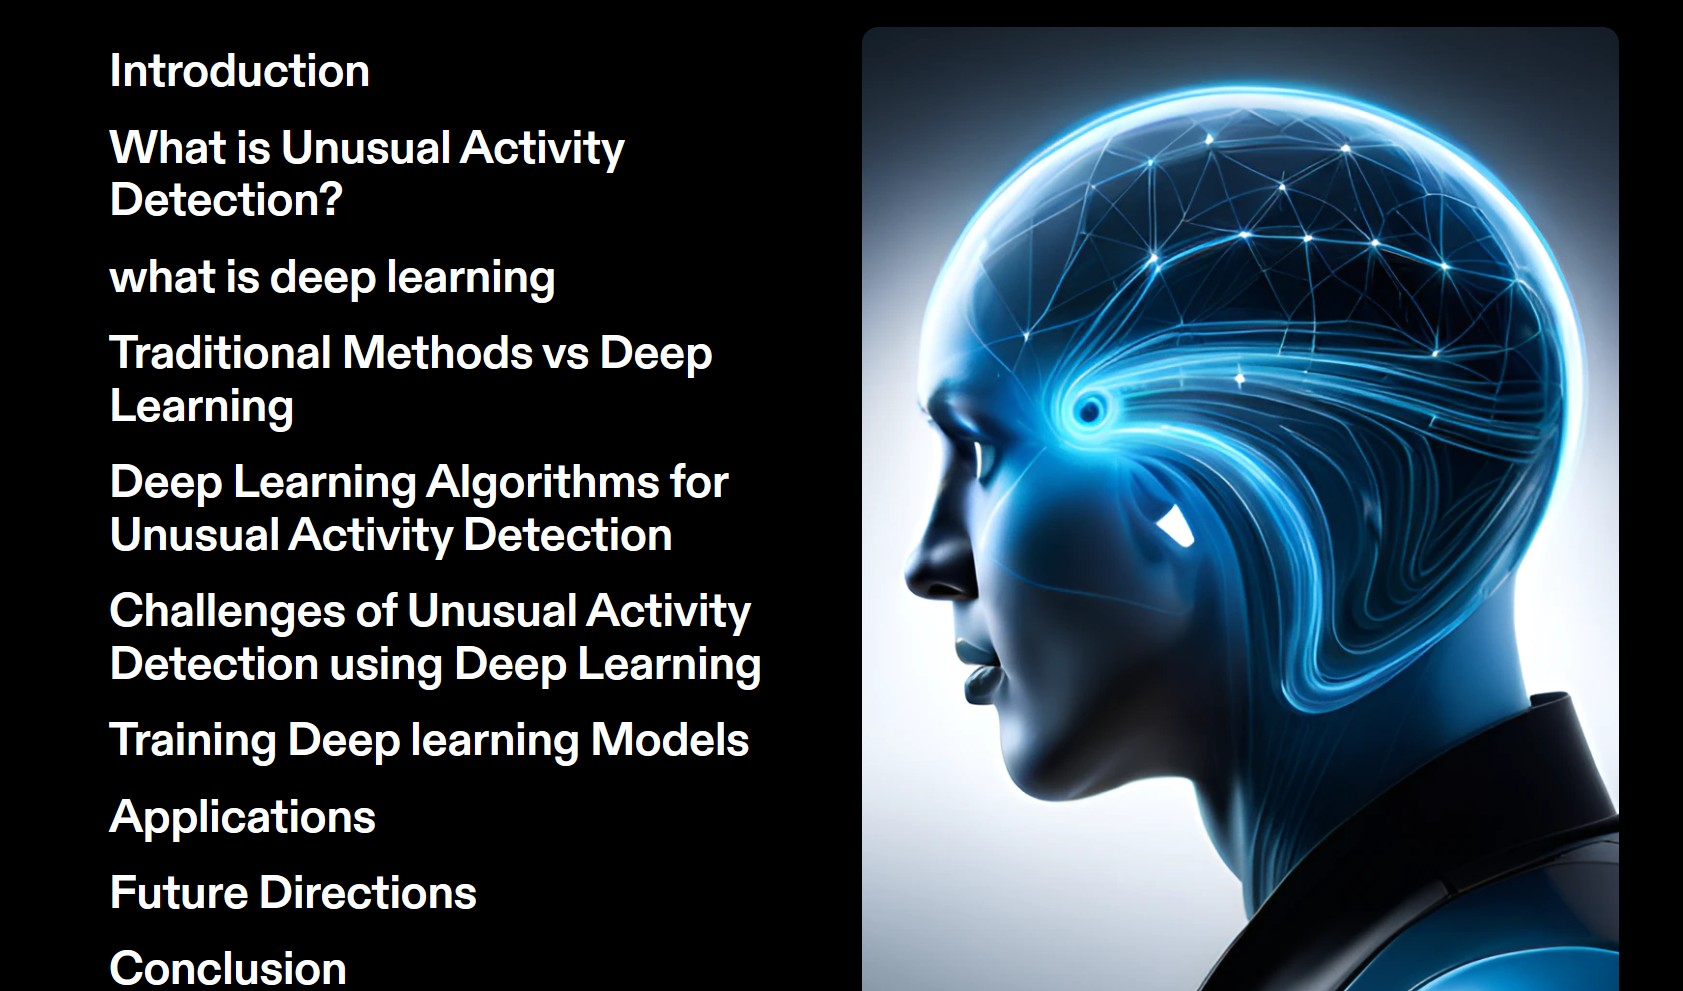 Introduction
What is Unusual Activity
Detection?
what is deep learning
Traditional Methods vs Deep
Learning
Deep Learning Algorithms for
Unusual Activity Detection
Challenges of Unusual Activity
Detection using Deep Learning
Training Deep learning Models
Applications
Future Directions
Conclusion